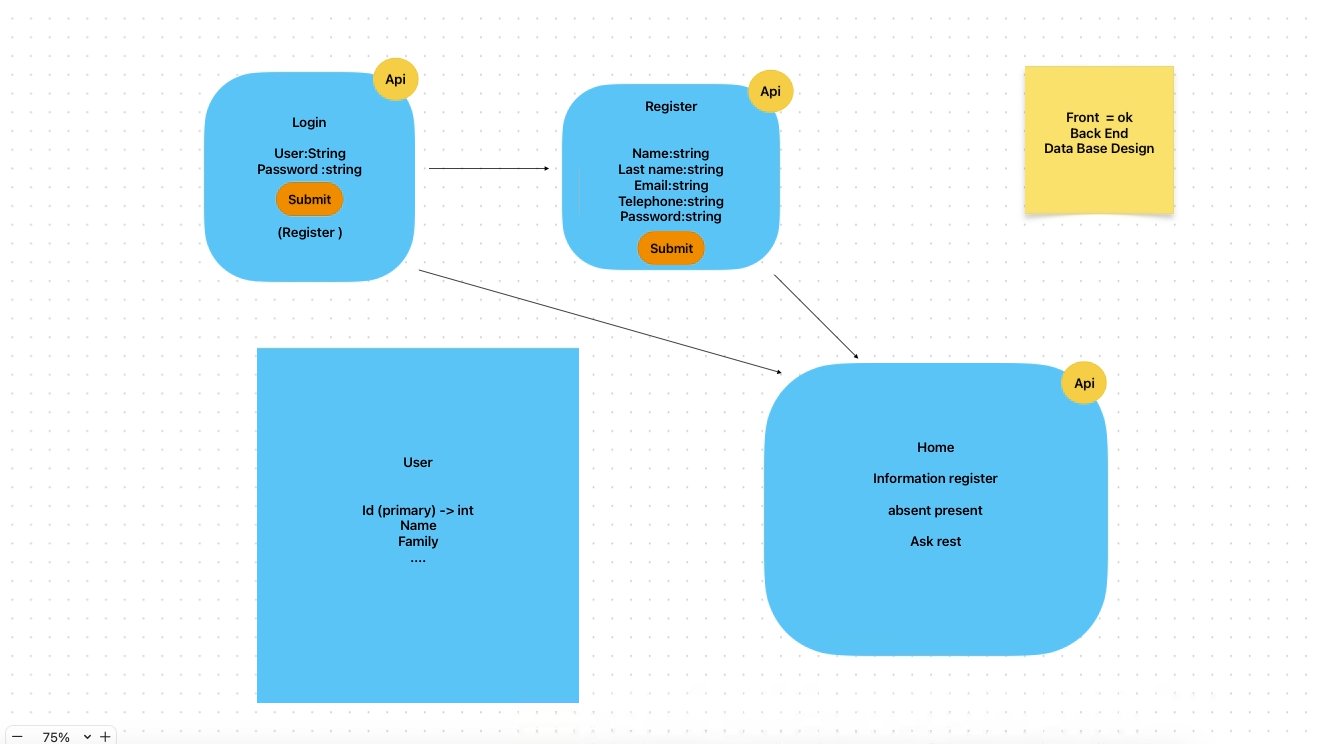 Api
Login
User:String
Password :string
Submit
(Register )
Api
Register
Name:string
Last name:string
Email:string
Telephone:string
Password:string
Submit
Front  = ok
Back End
Data Base Design
User
Id (primary) -> int
Name
Family
....
Api
Home
Information register
absent present
Ask rest
75%